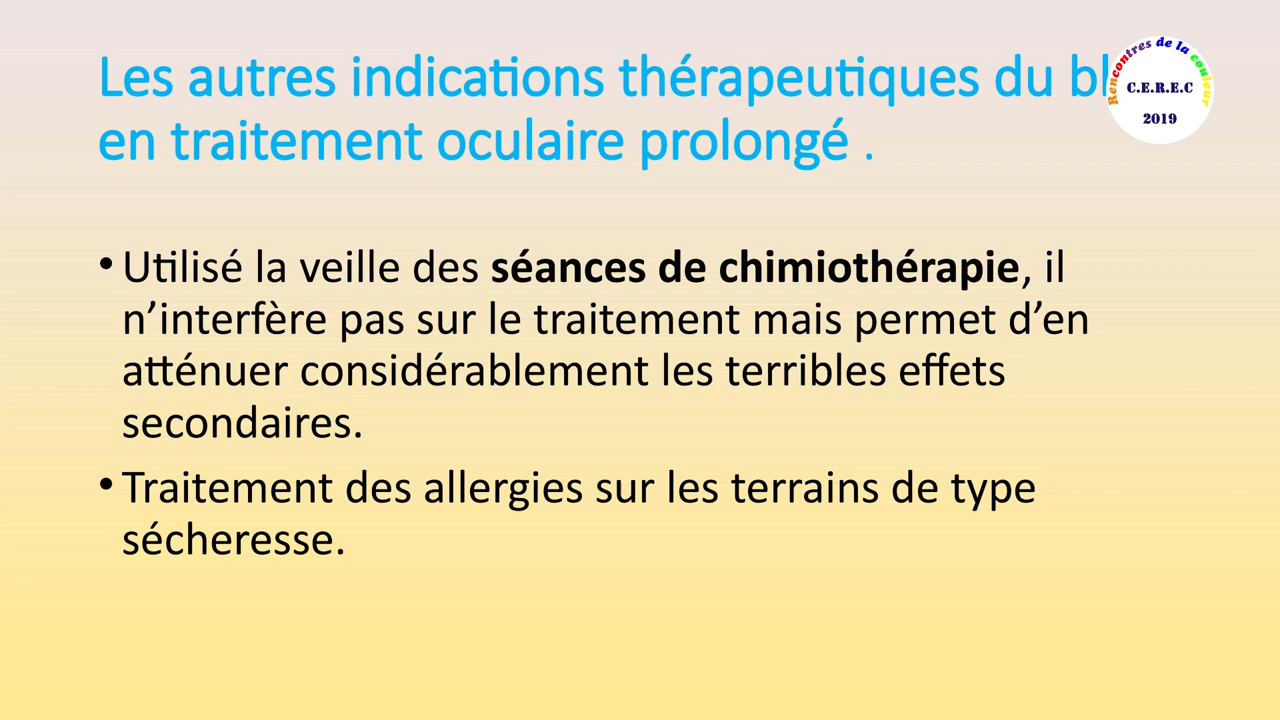 Les autres indications thérapeutiques du
en traitement oculaire prolongé .
Rencontres de la couleur
C.E.R.E.C
2019
• Utilisé la veille des séances de chimiothérapie, il
n’interfère pas sur le traitement mais permet d’en
atténuer considérablement les terribles effets
secondaires.
• Traitement des allergies sur les terrains de type
sécheresse.